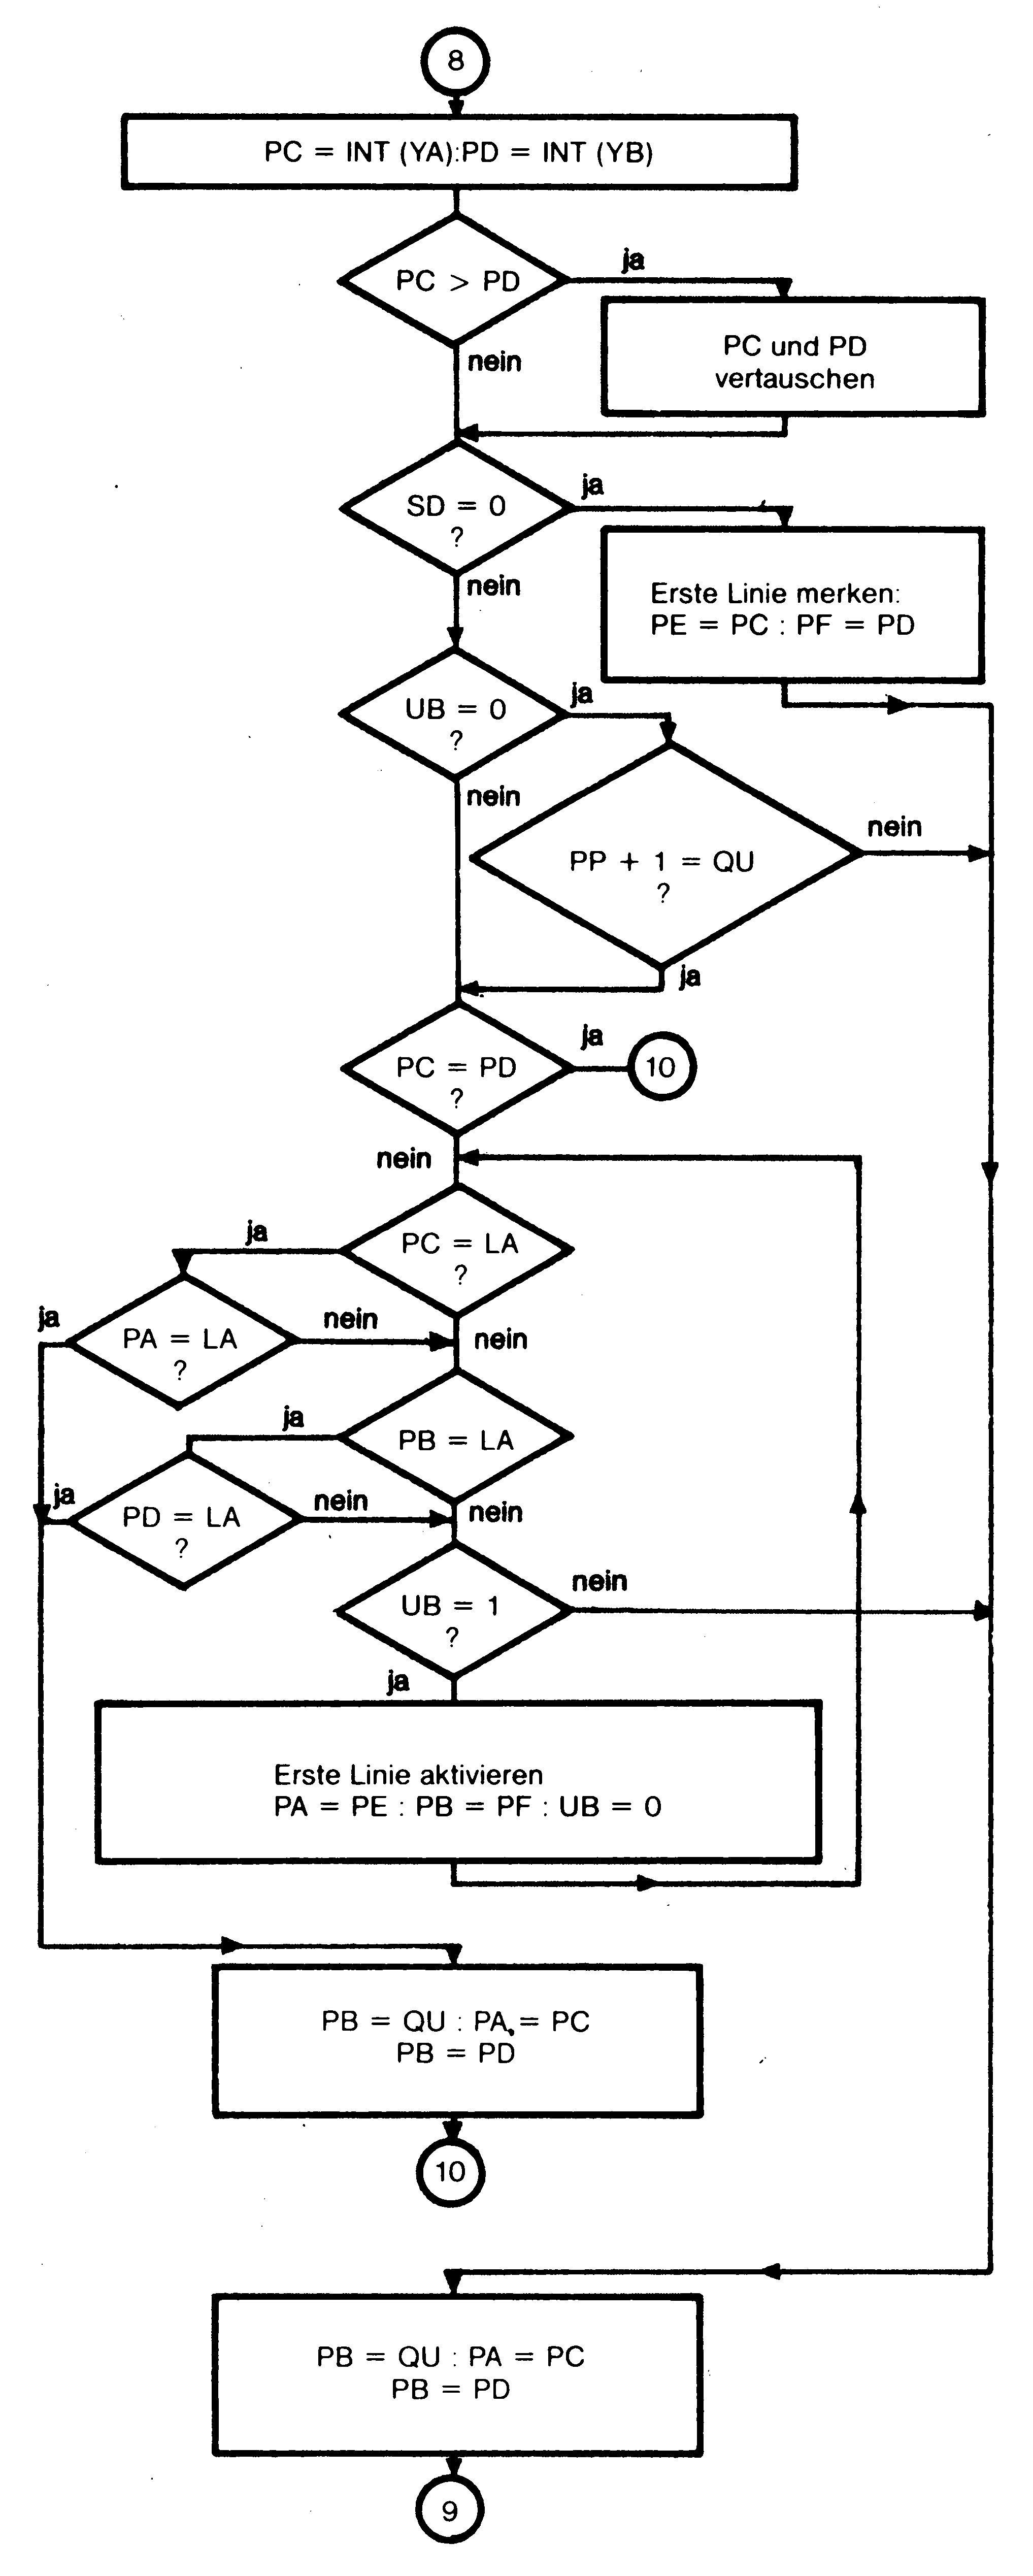 8
PC = INT (YA):PD = INT (YB)
PC > PD
ja
nein
PC und PD
vertauschen
SD = 0
?
ja
nein
Erste Linie merken:
PE = PC : PF = PD
UB = 0
?
ja
nein
PP + 1 = QU
?
nein
ja
PC = PD
?
ja
10
nein
PC = LA
?
ja
nein
PA = LA
?
ja
nein
PB = LA
ja
nein
PD = LA
?
ja
nein
UB = 1
?
nein
ja
Erste Linie aktivieren
PA = PE : PB = PF : UB = 0
PB = QU : PA = PC
PB = PD
10
PB = QU : PA = PC
PB = PD
9